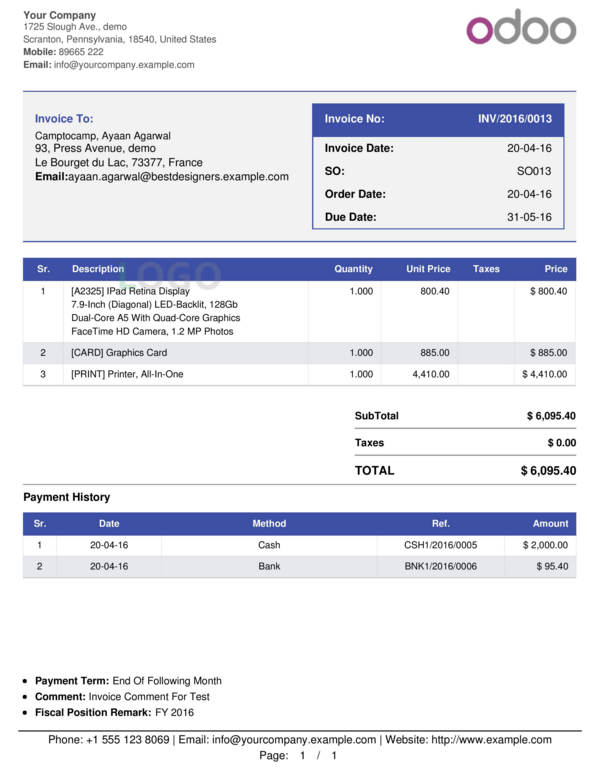 Your Company
1725 Slough Ave., demo
Scranton, Pennsylvania, 18540, United States
Mobile: 89665 222
Email: info@yourcompany.example.com
odoo
Invoice To:
Camptocamp, Ayaan Agarwal
93, Press Avenue, demo
Le Bourget du Lac, 73377, France
Email:ayaan.agarwal@bestdesigners.example.com
Invoice No: INV/2016/0013
Invoice Date: 20-04-16
SO: SO013
Order Date: 20-04-16
Due Date: 31-05-16
LOGO
Sr. Description Quantity Unit Price Taxes Price
1 [A2325] IPad Retina Display 1.000 800.40 $ 800.40
7.9-Inch (Diagonal) LED-Backlit, 128Gb
Dual-Core A5 With Quad-Core Graphics
FaceTime HD Camera, 1.2 MP Photos
2 [CARD] Graphics Card 1.000 885.00 $ 885.00
3 [PRINT] Printer, All-In-One 1.000 4,410.00 $ 4,410.00
SubTotal $ 6,095.40
Taxes $ 0.00
TOTAL $ 6,095.40
Payment History
Sr. Date Method Ref. Amount
1 20-04-16 Cash CSH1/2016/0005 $ 2,000.00
2 20-04-16 Bank BNK1/2016/0006 $ 95.40
• Payment Term: End Of Following Month
• Comment: Invoice Comment For Test
• Fiscal Position Remark: FY 2016
Phone: +1 555 123 8069 | Email: info@yourcompany.example.com | Website: http://www.example.com
Page: 1 / 1